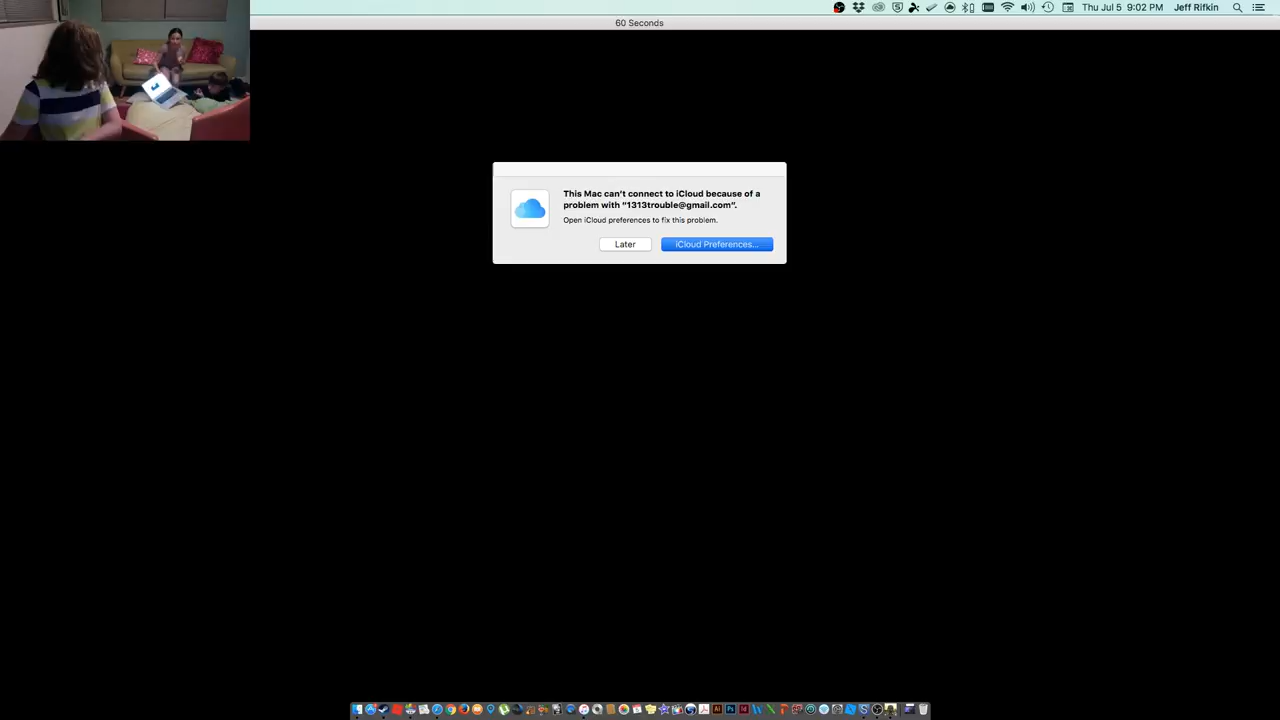 Thu Jul 5 9:02 PM Jeff Rifkin
60 Seconds
This Mac can't connect to iCloud because of a
problem with "1313trouble@gmail.com".
Open iCloud preferences to fix this problem.
Later iCloud Preferences...